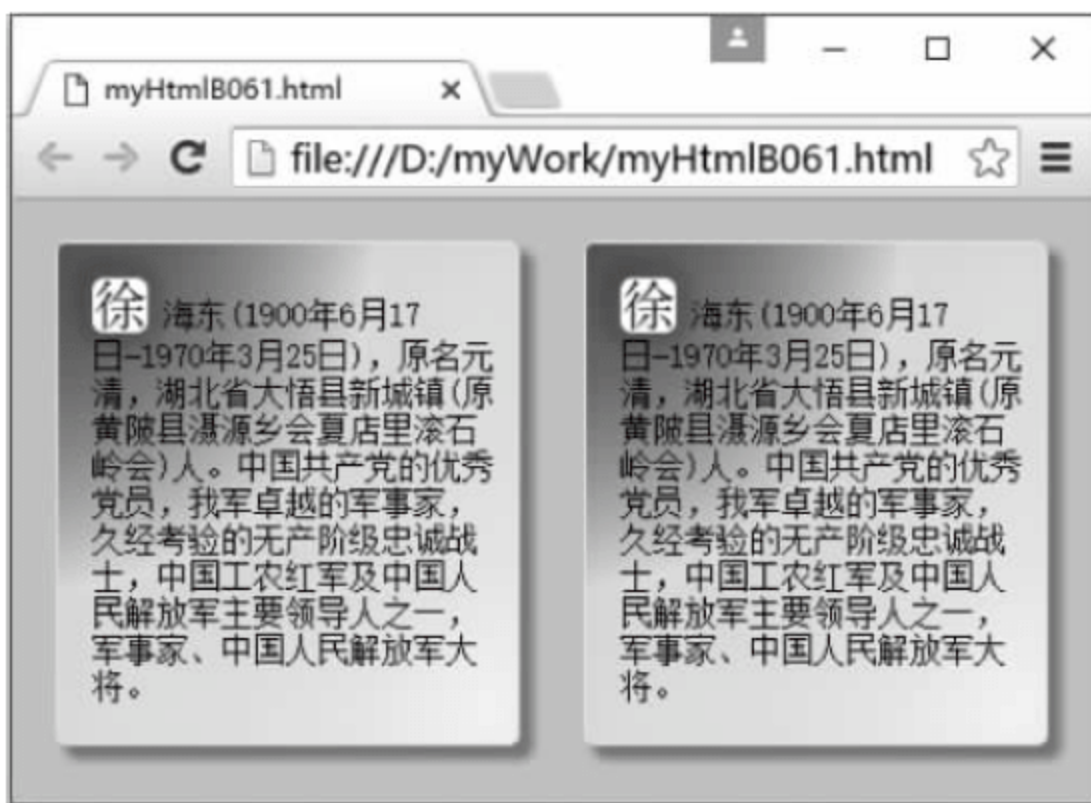 myHtmlB061.html
file:///D:/myWork/myHtmlB061.html
徐 海东(1900年6月17
日-1970年3月25日)，原名元
清，湖北省大悟县新城镇(原
黄陂县滠源乡会夏店里滚石
岭会)人。中国共产党的优秀
党员，我军卓越的军事家，
久经考验的无产阶级忠诚战
士，中国工农红军及中国人
民解放军主要领导人之一，
军事家、中国人民解放军大
将。
徐 海东(1900年6月17
日-1970年3月25日)，原名元
清，湖北省大悟县新城镇(原
黄陂县滠源乡会夏店里滚石
岭会)人。中国共产党的优秀
党员，我军卓越的军事家，
久经考验的无产阶级忠诚战
士，中国工农红军及中国人
民解放军主要领导人之一，
军事家、中国人民解放军大
将。